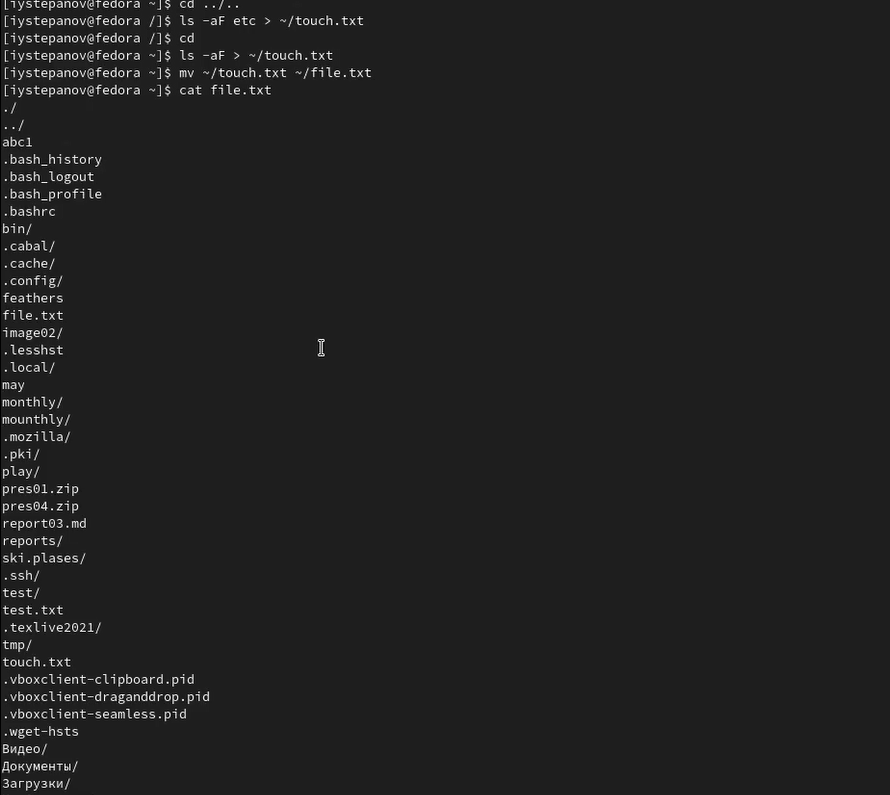 [iystepanov@fedora ~]$ cd ../..
[iystepanov@fedora /]$ ls -aF etc > ~/touch.txt
[iystepanov@fedora /]$ cd
[iystepanov@fedora ~]$ ls -aF > ~/touch.txt
[iystepanov@fedora ~]$ mv ~/touch.txt ~/file.txt
[iystepanov@fedora ~]$ cat file.txt
./
../
abc1
.bash_history
.bash_logout
.bash_profile
.bashrc
bin/
.cabal/
.cache/
.config/
feathers
file.txt
image02/
.lesshst
.local/
may
monthly/
mounthly/
.mozilla/
.pki/
play/
pres01.zip
pres04.zip
report03.md
reports/
ski.plases/
.ssh/
test/
test.txt
.texlive2021/
tmp/
touch.txt
.vboxclient-clipboard.pid
.vboxclient-draganddrop.pid
.vboxclient-seamless.pid
.wget-hsts
Видео/
Документы/
Загрузки/